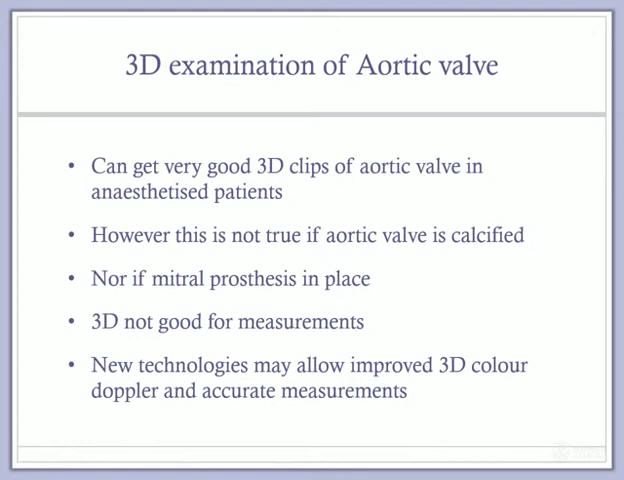 3D examination of Aortic valve
• Can get very good 3D clips of aortic valve in
anaesthetised patients
• However this is not true if aortic valve is calcified
• Nor if mitral prosthesis in place
• 3D not good for measurements
• New technologies may allow improved 3D colour
doppler and accurate measurements